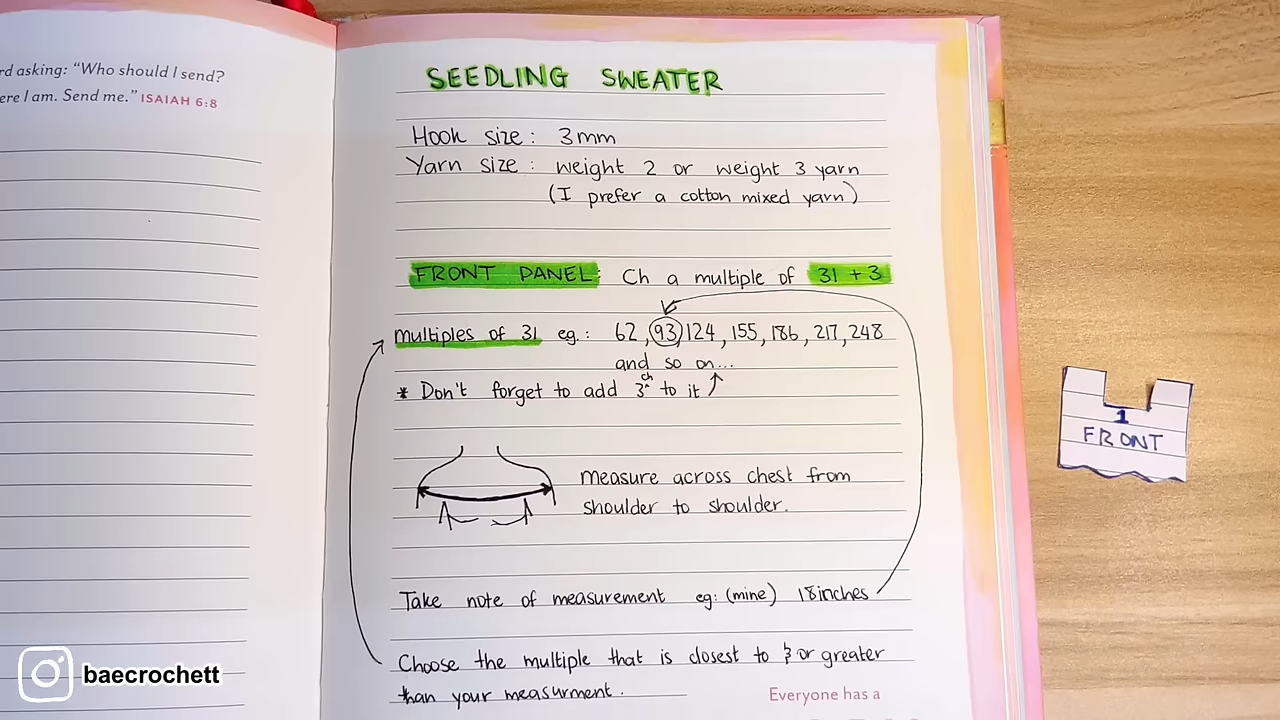 rd asking: “Who should I send?
ere I am. Send me.” ISAIAH 6:8
SEEDLING SWEATER
Hook size: 3mm
Yarn size: weight 2 or weight 3 yarn
(I prefer a cotton mixed yarn)
FRONT PANEL: Ch a multiple of 31 + 3
multiples of 31 eg.: 62, 93, 124, 155, 186, 217, 248
and so on...
* Don't forget to add 3 ch to it
measure across chest from
shoulder to shoulder.
Take note of measurement eg: (mine) 18inches
Choose the multiple that is closest to & or greater
than your measurment.
Everyone has a
1
FRONT
baecrochett